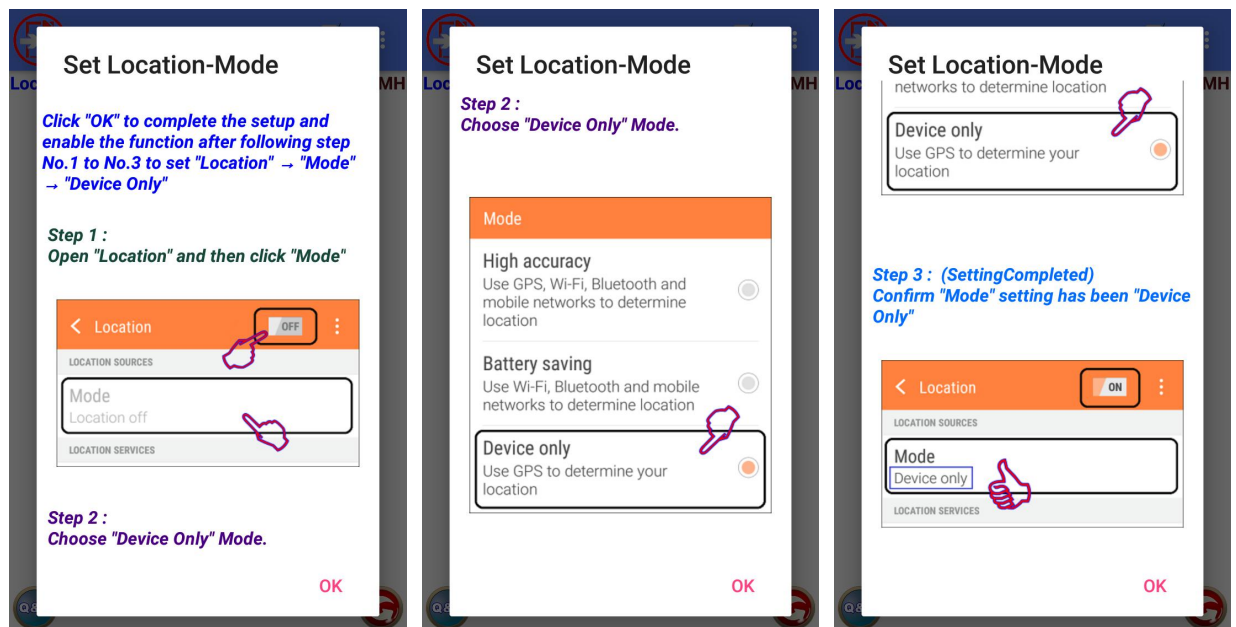 Set Location-Mode
Loc
MH
Click "OK" to complete the setup and
enable the function after following step
No.1 to No.3 to set "Location" → "Mode"
→ "Device Only"
Step 1 :
Open "Location" and then click "Mode"
Location
OFF
LOCATION SOURCES
Mode
Location off
LOCATION SERVICES
Step 2 :
Choose "Device Only" Mode.
OK
Q&
Set Location-Mode
Loc
MH
Step 2 :
Choose "Device Only" Mode.
Mode
High accuracy
Use GPS, Wi-Fi, Bluetooth and
mobile networks to determine
location
Battery saving
Use Wi-Fi, Bluetooth and mobile
networks to determine location
Device only
Use GPS to determine your
location
OK
Q&
Set Location-Mode
Loc
MH
networks to determine location
Device only
Use GPS to determine your
location
Step 3 : (SettingCompleted)
Confirm "Mode" setting has been "Device
Only"
Location
ON
LOCATION SOURCES
Mode
Device only
LOCATION SERVICES
OK
Q&